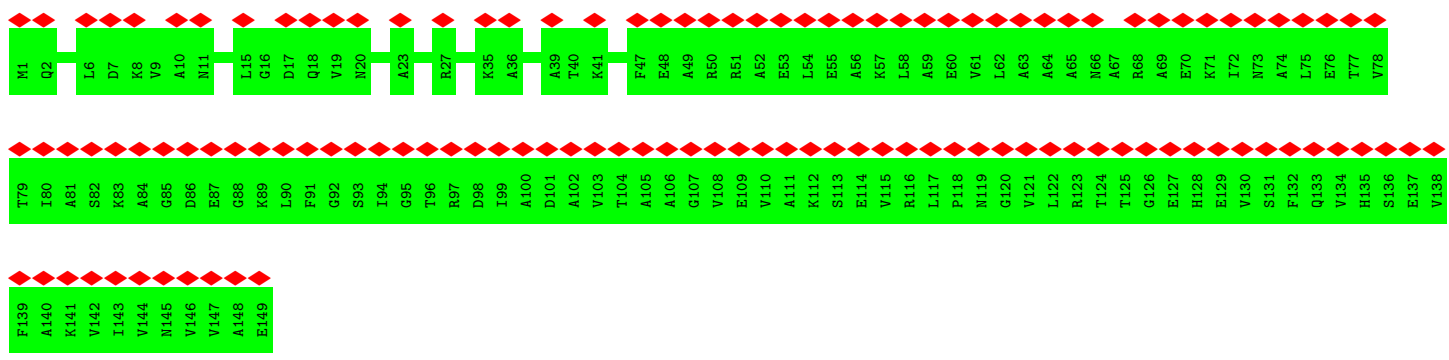 M1 Q2 L6 D7 K8 V9 A10 N11 L15 G16 D17 Q18 V19 N20 A23 R27 K35 A36 A39 T40 K41 F47 E48 A49 R50 R51 A52 E53 L54 E55 A56 K57 L58 A59 E60 V61 L62 A63 A64 A65 N66 A67 R68 A69 E70 K71 I72 N73 A74 L75 E76 T77 V78
T79 I80 A81 S82 K83 A84 G85 D86 E87 G88 K89 L90 F91 G92 S93 I94 G95 T96 R97 D98 I99 A100 D101 A102 V103 T104 A105 A106 G107 V108 E109 V110 A111 K112 S113 E114 V115 R116 L117 P118 N119 G120 V121 L122 R123 T124 T125 G126 E127 H128 E129 V130 S131 F132 Q133 V134 H135 S136 E137 V138
F139 A140 K141 V142 I143 V144 N145 V146 V147 A148 E149